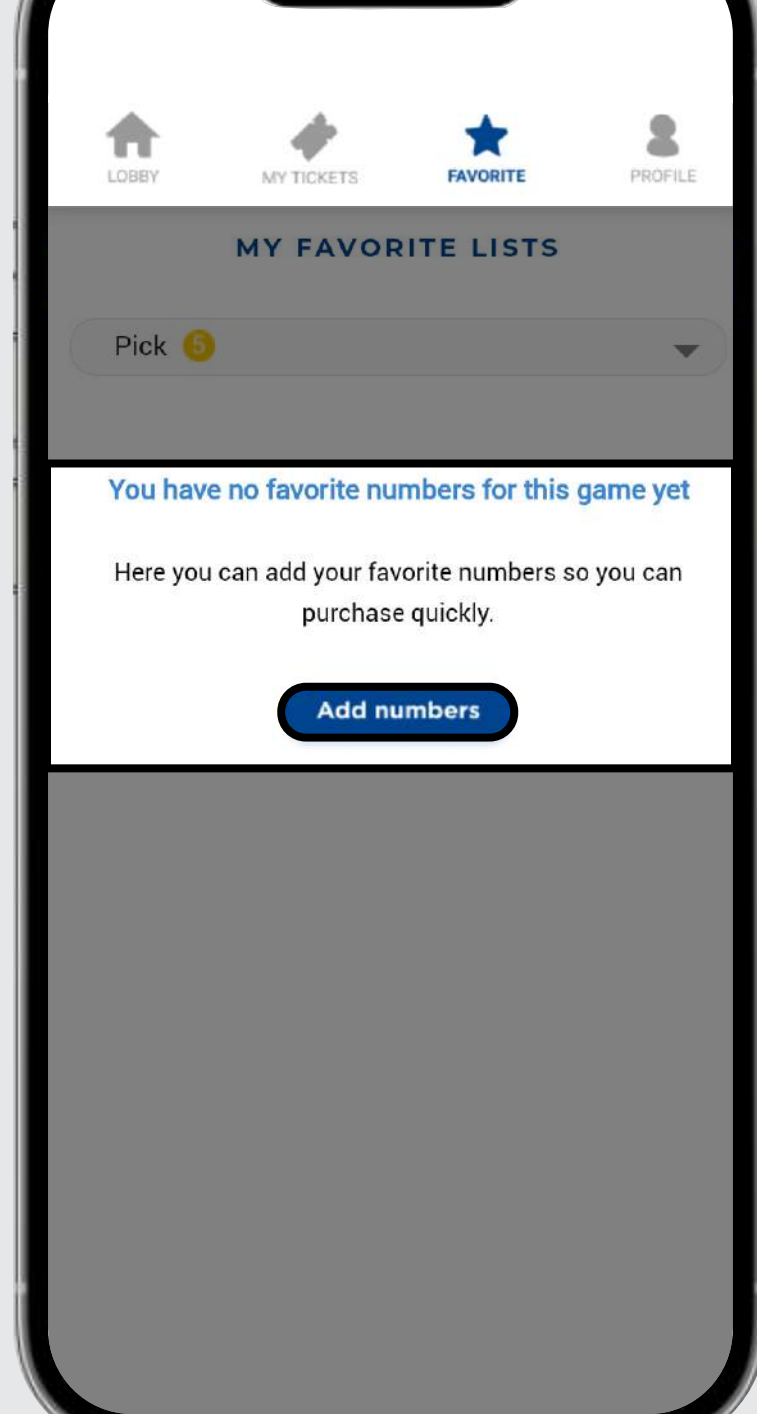 LOBBY MY TICKETS FAVORITE PROFILE
MY FAVORITE LISTS
Pick 5
You have no favorite numbers for this game yet
Here you can add your favorite numbers so you can
purchase quickly.
Add numbers